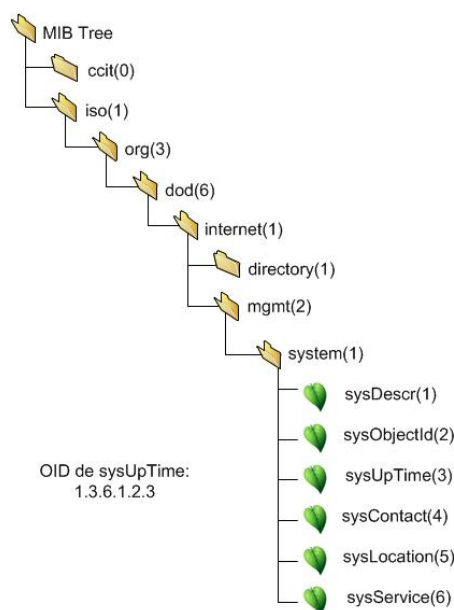 MIB Tree
ccit(0)
iso(1)
org(3)
dod(6)
internet(1)
directory(1)
mgmt(2)
system(1)
sysDescr(1)
sysObjectId(2)
sysUpTime(3)
sysContact(4)
sysLocation(5)
sysService(6)
OID de sysUpTime:
1.3.6.1.2.3